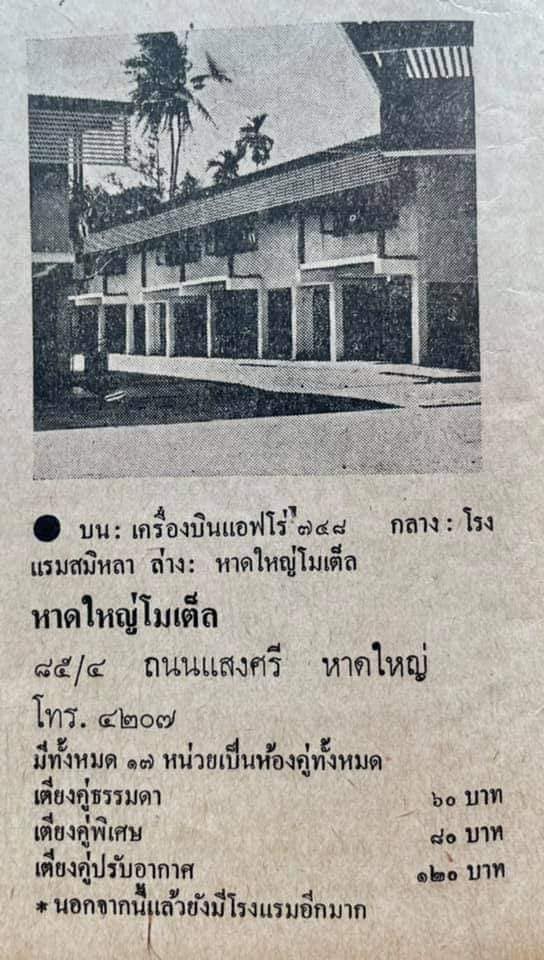 ● บน: เครื่องบินแอฟโร่ ๗๔๘ กลาง: โรง
แรมสมิหลา ล่าง: หาดใหญ่โมเต็ล
หาดใหญ่โมเต็ล
๘๕/๔ ถนนแสงศรี หาดใหญ่
โทร. ๔๒๐๗
มีทั้งหมด ๑๗ หน่วยเป็นห้องคู่ทั้งหมด
เตียงคู่ธรรมดา ๖๐ บาท
เตียงคู่พิเศษ ๘๐ บาท
เตียงคู่ปรับอากาศ ๑๒๐ บาท
* นอกจากนี้แล้วยังมีโรงแรมอีกมาก